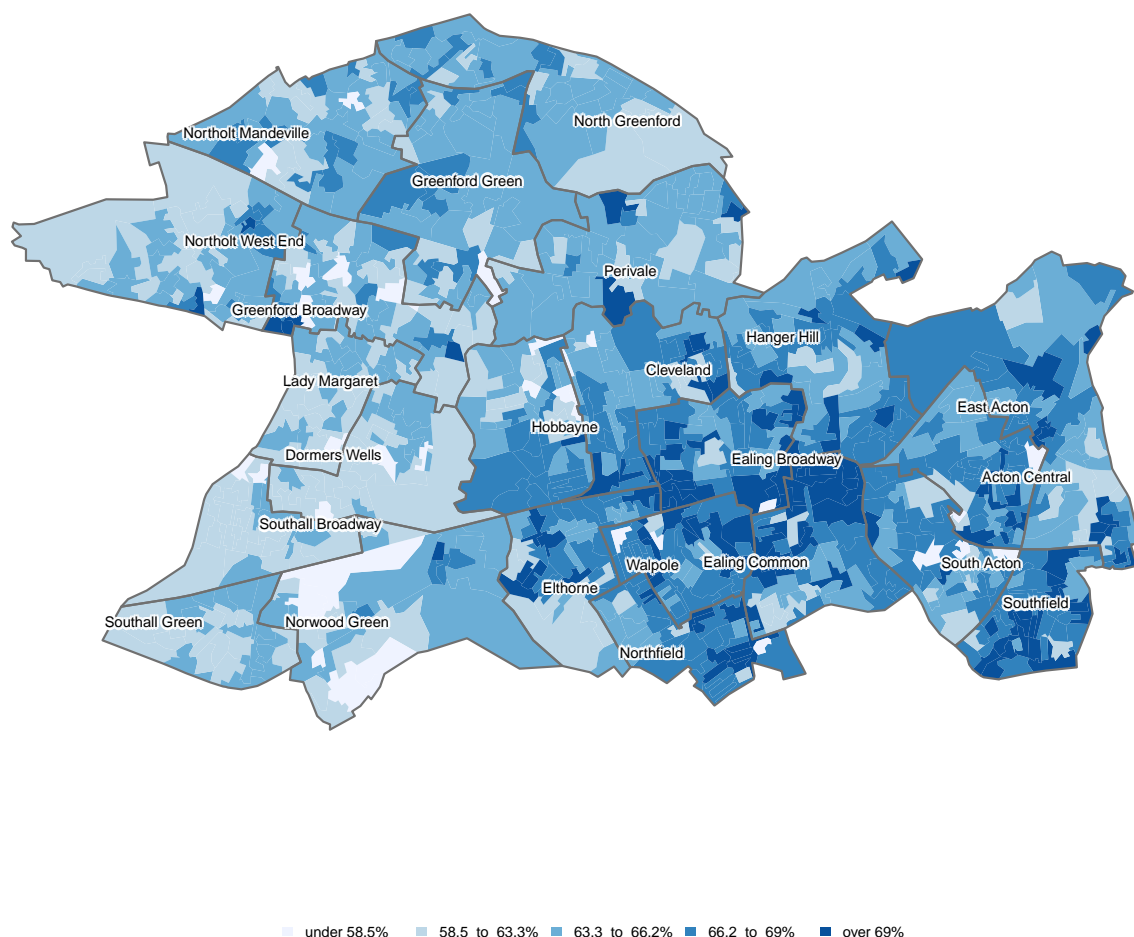 North Greenford
Northolt Mandeville
Greenford Green
Northolt West End
Perivale
Greenford Broadway
Hanger Hill
Cleveland
Lady Margaret
East Acton
Hobbayne
Dormers Wells
Ealing Broadway
Acton Central
Southall Broadway
Walpole
Ealing Common
South Acton
Elthorne
Southfield
Southall Green
Norwood Green
Northfield
under 58.5% 58.5 to 63.3% 63.3 to 66.2% 66.2 to 69% over 69%